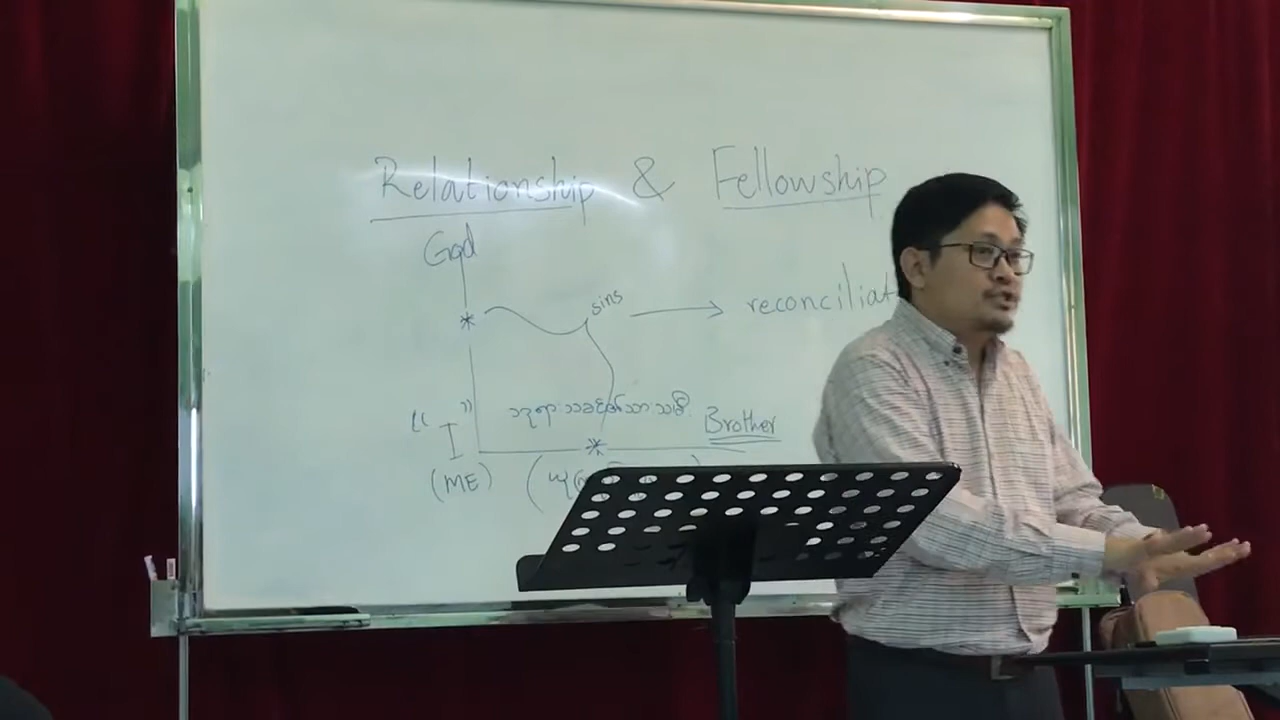 Relationship & Fellowship
God
sins → reconciliat
*
"I"
Brother
*
(ME)